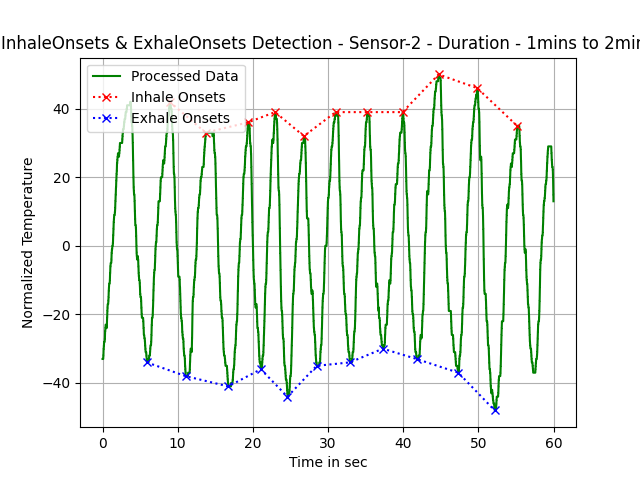 InhaleOnsets & ExhaleOnsets Detection - Sensor-2 - Duration - 1mins to 2min
Processed Data
Inhale Onsets
Exhale Onsets
40
20
0
−20
−40
Normalized Temperature
0 10 20 30 40 50 60
Time in sec